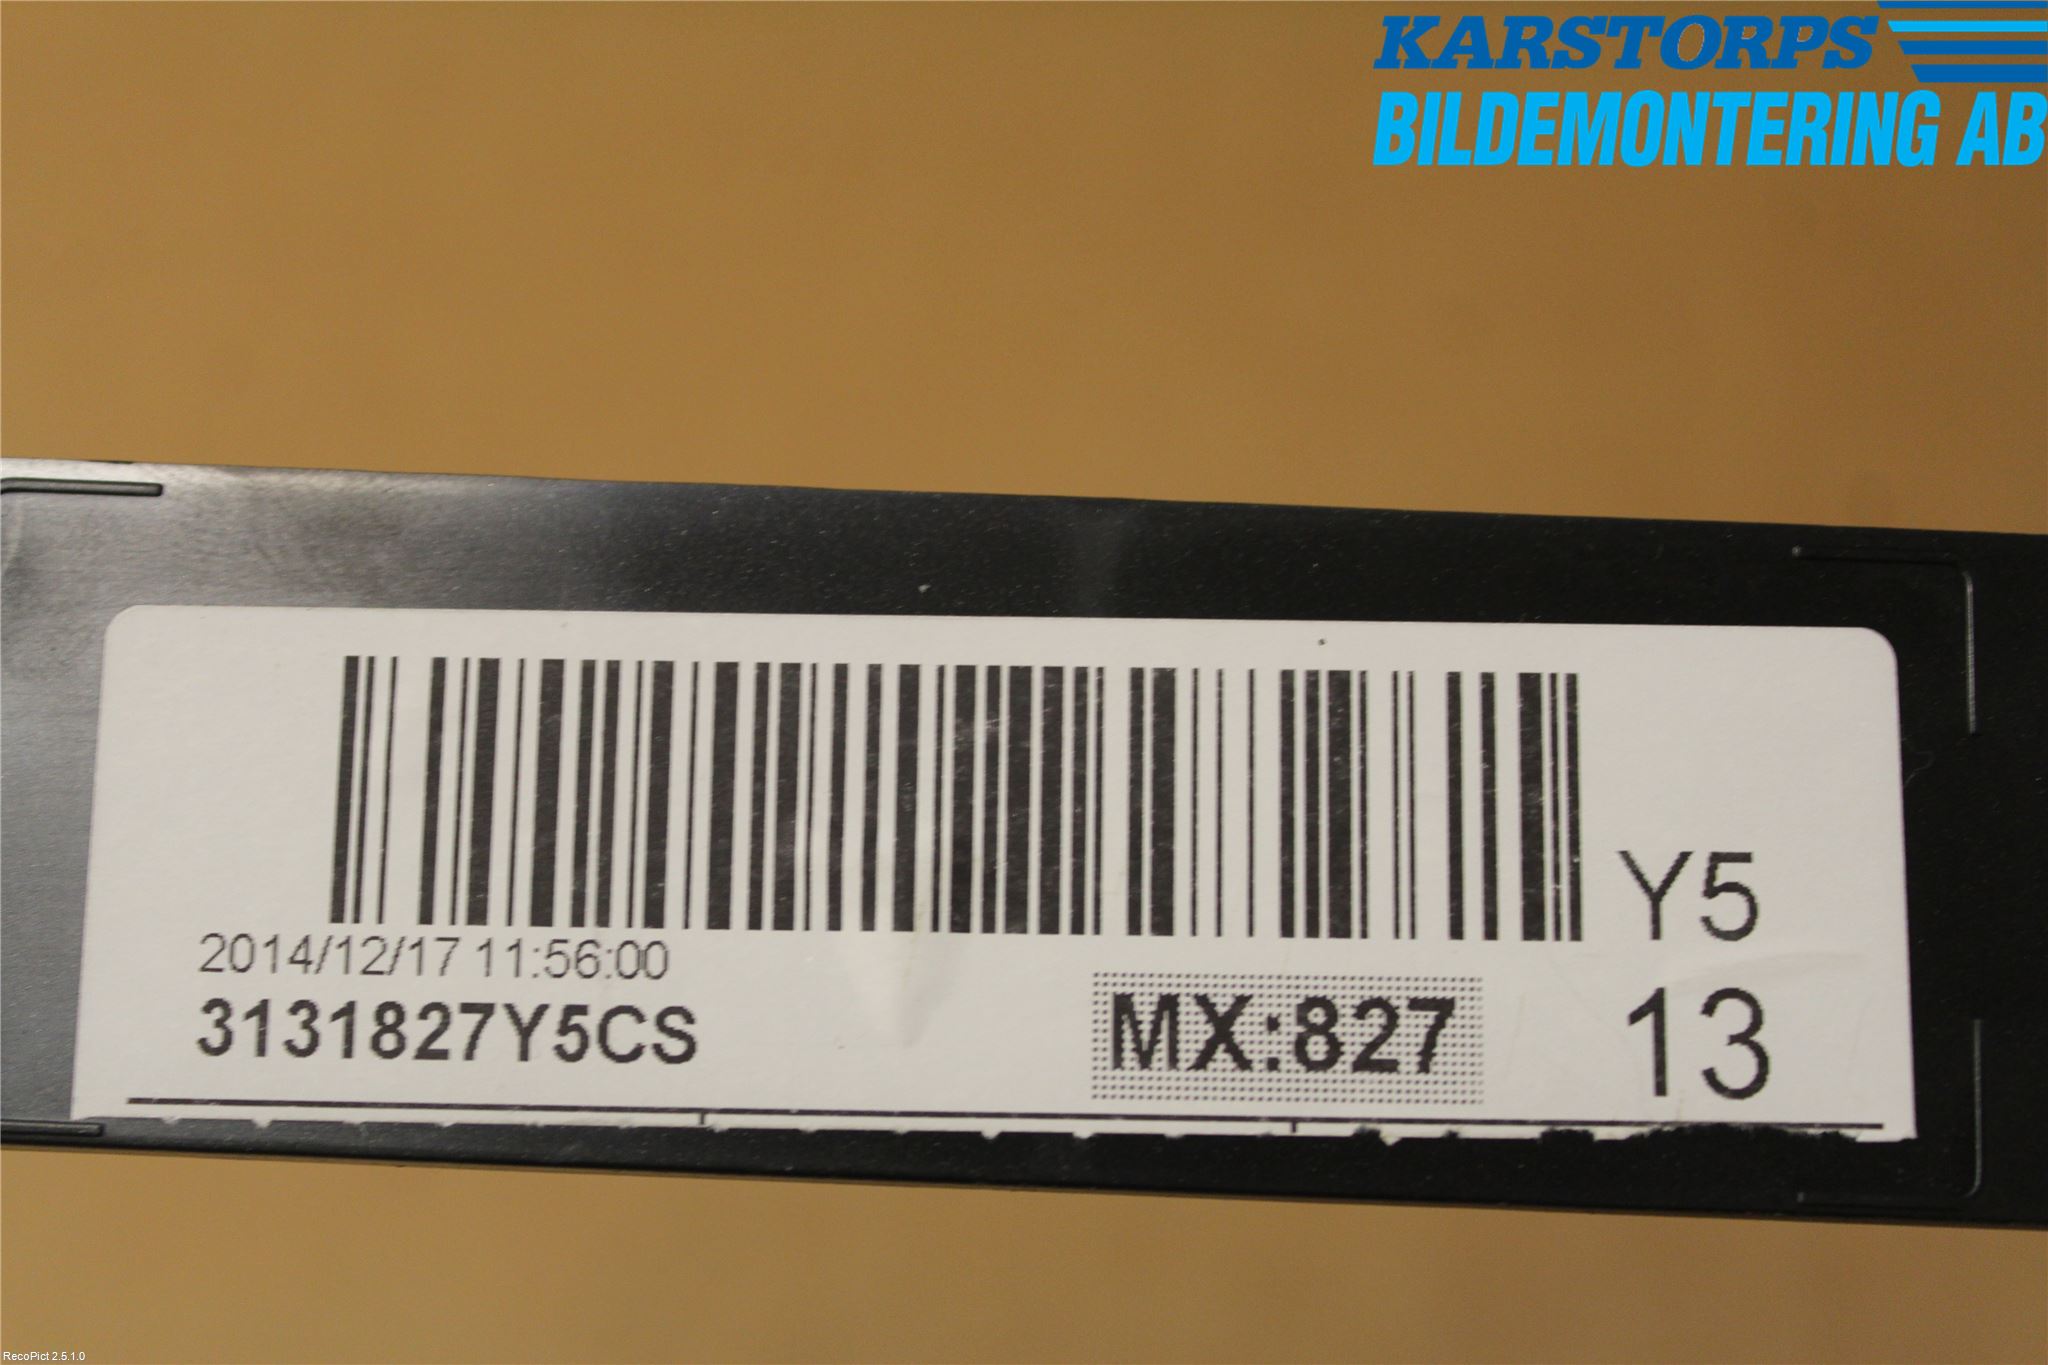 KARSTORPS
BILDEMONTERING AB
Y5
2014/12/17 11:56:00
3131827Y5CS
MX:827
13
RecoPict 2.5.1.0